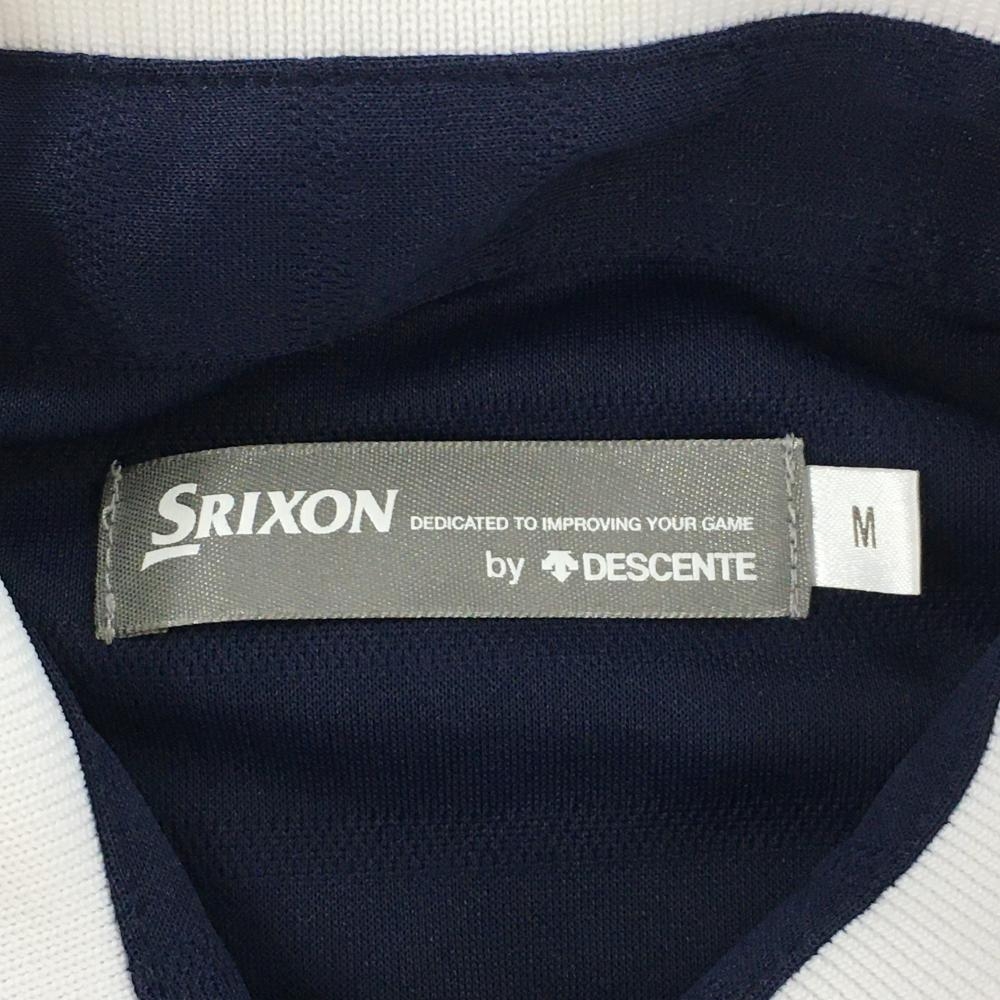 SRIXON DEDICATED TO IMPROVING YOUR GAME
by DESCENTE
M